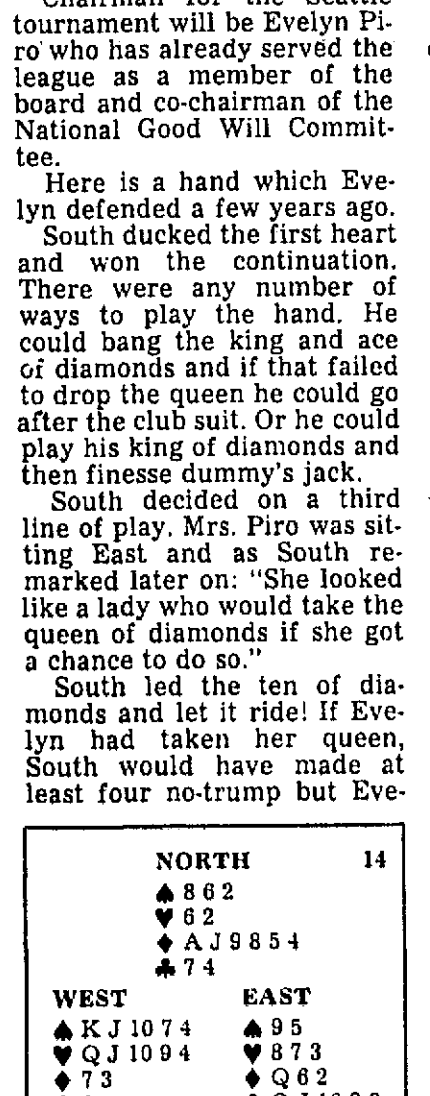 Chairman for the Seattle
tournament will be Evelyn Pi-
ro who has already served the
league as a member of the
board and co-chairman of the
National Good Will Commit-
tee.
Here is a hand which Eve-
lyn defended a few years ago.
South ducked the first heart
and won the continuation.
There were any number of
ways to play the hand. He
could bang the king and ace
of diamonds and if that failed
to drop the queen he could go
after the club suit. Or he could
play his king of diamonds and
then finesse dummy's jack.
South decided on a third
line of play. Mrs. Piro was sit-
ting East and as South re-
marked later on: "She looked
like a lady who would take the
queen of diamonds if she got
a chance to do so."
South led the ten of dia-
monds and let it ride! If Eve-
lyn had taken her queen,
South would have made at
least four no-trump but Eve-
NORTH 14
♠ 8 6 2
♥ 6 2
♦ A J 9 8 5 4
♣ 7 4
WEST EAST
♠ K J 10 7 4 ♠ 9 5
♥ Q J 10 9 4 ♥ 8 7 3
♦ 7 3 ♦ Q 6 2